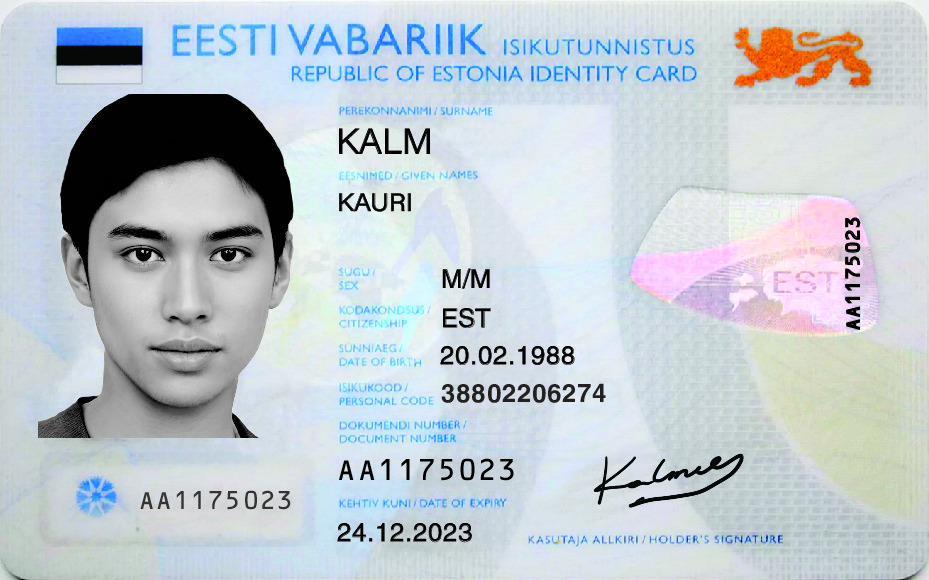 EESTI VABARIIK ISIKUTUNNISTUS
REPUBLIC OF ESTONIA IDENTITY CARD
PEREKONNANIMI / SURNAME
KALM
EESNIMED / GIVEN NAMES
KAURI
SUGU /
SEX
M/M
KODAKONDSUS /
CITIZENSHIP
EST
SÜNNIAEG /
DATE OF BIRTH
20.02.1988
ISIKUKOOD /
PERSONAL CODE
38802206274
DOKUMENDI NUMBER /
DOCUMENT NUMBER
AA1175023
KEHTIV KUNI / DATE OF EXPIRY
24.12.2023
AA1175023
EST
AA1175023
KASUTAJA ALLKIRI / HOLDER'S SIGNATURE